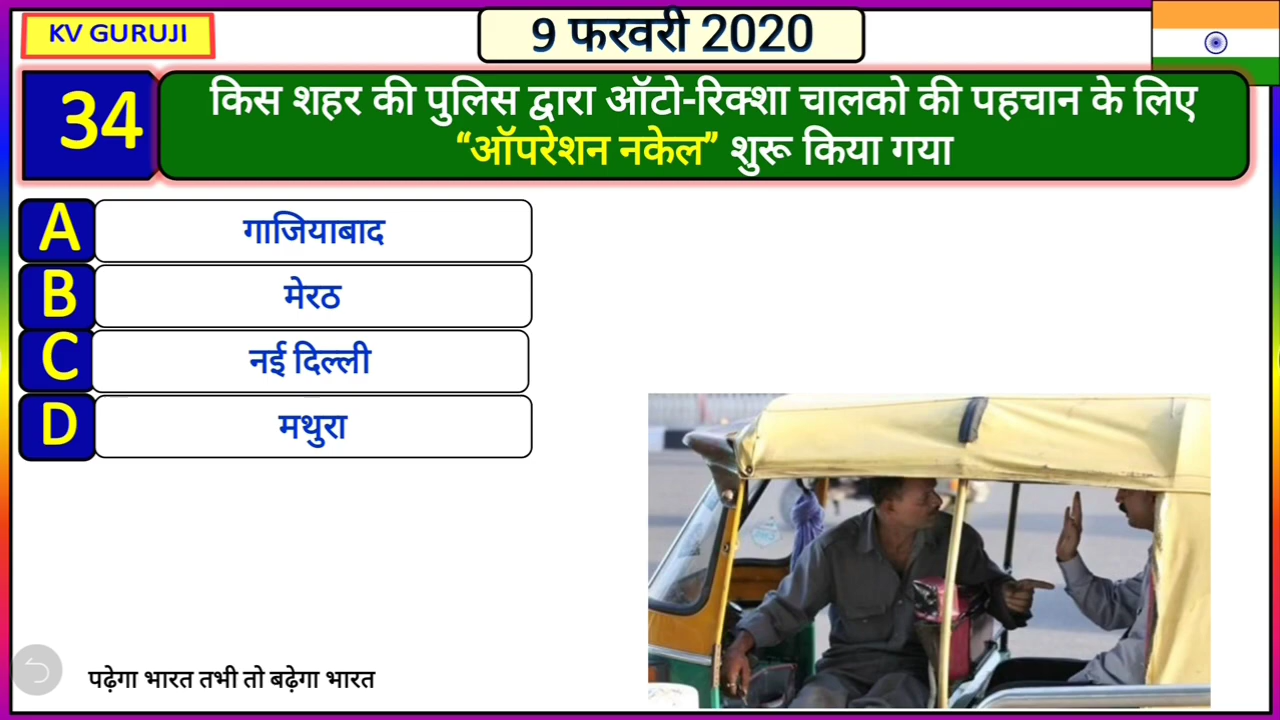 KV GURUJI
9 फरवरी 2020
34
किस शहर की पुलिस द्वारा ऑटो-रिक्शा चालको की पहचान के लिए
“ऑपरेशन नकेल” शुरू किया गया
A गाजियाबाद
B मेरठ
C नई दिल्ली
D मथुरा
पढ़ेगा भारत तभी तो बढ़ेगा भारत